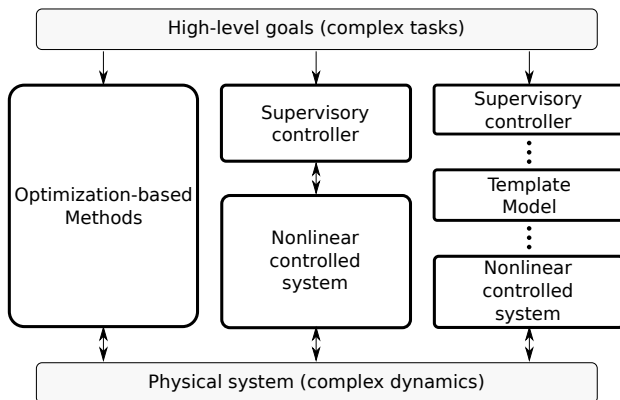 High-level goals (complex tasks)
Optimization-based
Methods
Supervisory
controller
Nonlinear
controlled
system
Supervisory
controller
Template
Model
Nonlinear
controlled
system
Physical system (complex dynamics)